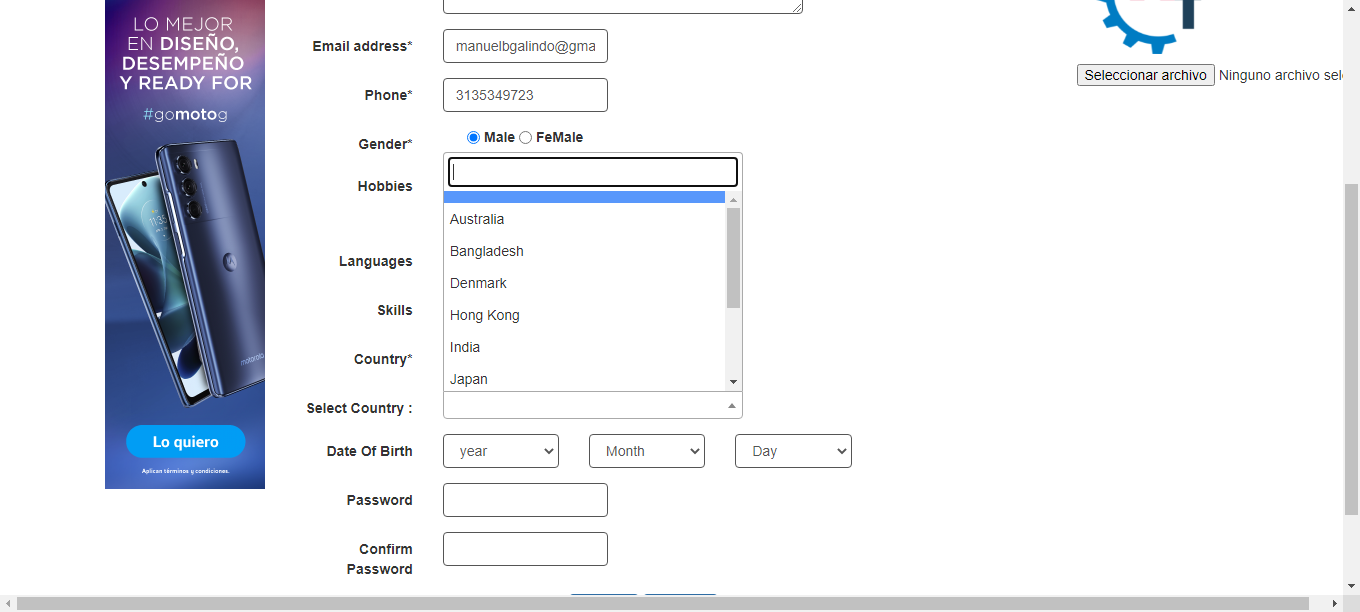 LO MEJOR
EN DISEÑO,
DESEMPEÑO
Y READY FOR
#gomotog
11:35
motorola
Lo quiero
Aplican términos y condiciones.
Email address*
manuelbgalindo@gma
Phone*
3135349723
Gender*
Male FeMale
Hobbies
Languages
Skills
Country*
Select Country :
Australia
Bangladesh
Denmark
Hong Kong
India
Japan
Date Of Birth
year Month Day
Password
Confirm
Password
Seleccionar archivo Ninguno archivo sel